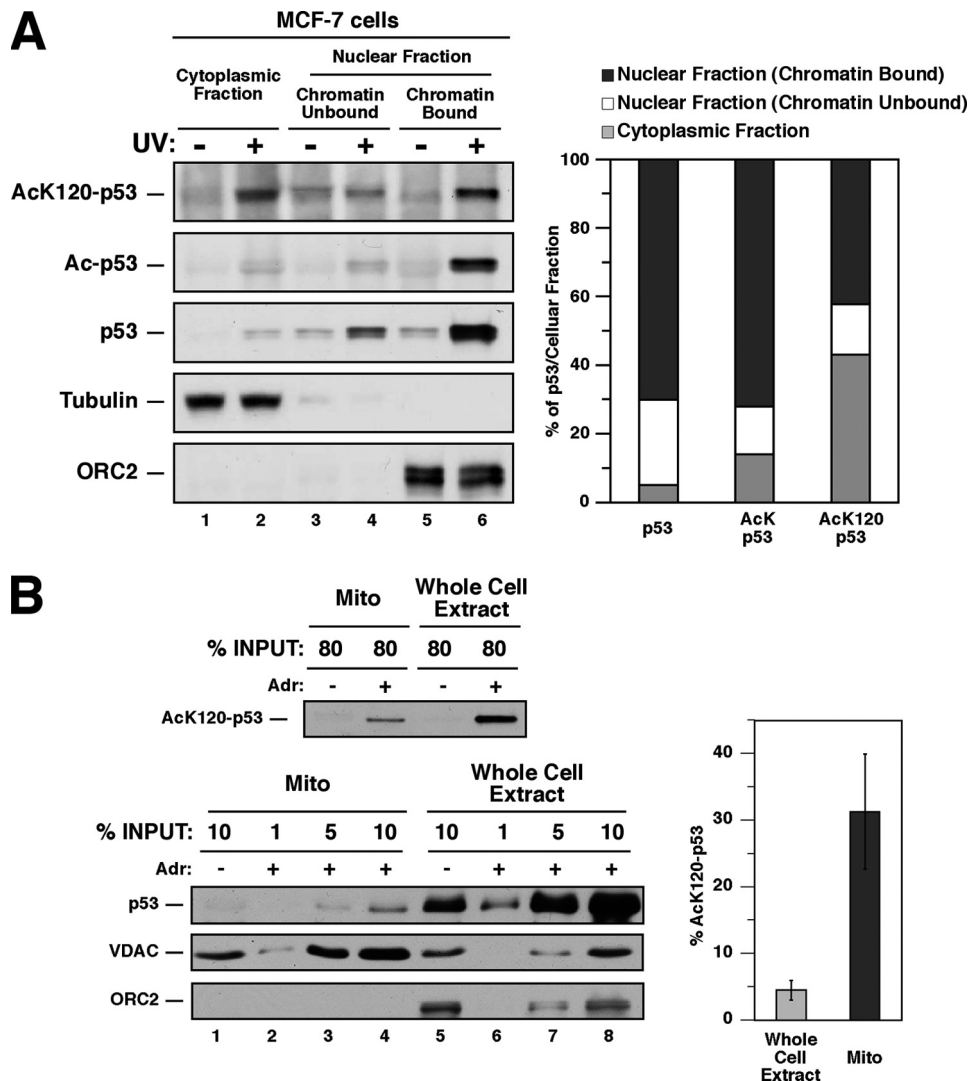 A
MCF-7 cells
Nuclear Fraction
Cytoplasmic
Fraction
Chromatin
Unbound
Chromatin
Bound
UV: - + - + - +
AcK120-p53
Ac-p53
p53
Tubulin
ORC2
1 2 3 4 5 6
Nuclear Fraction (Chromatin Bound)
Nuclear Fraction (Chromatin Unbound)
Cytoplasmic Fraction
% of p53/Celluar Fraction
100
80
60
40
20
0
p53
AcK
p53
AcK120
p53
B
Mito
Whole Cell
Extract
% INPUT: 80 80 80 80
Adr: - + - +
AcK120-p53
Mito
Whole Cell
Extract
% INPUT: 10 1 5 10 10 1 5 10
Adr: - + + + - + + +
p53
VDAC
ORC2
1 2 3 4 5 6 7 8
% AcK120-p53
40
30
20
10
0
Whole
Cell
Extract
Mito